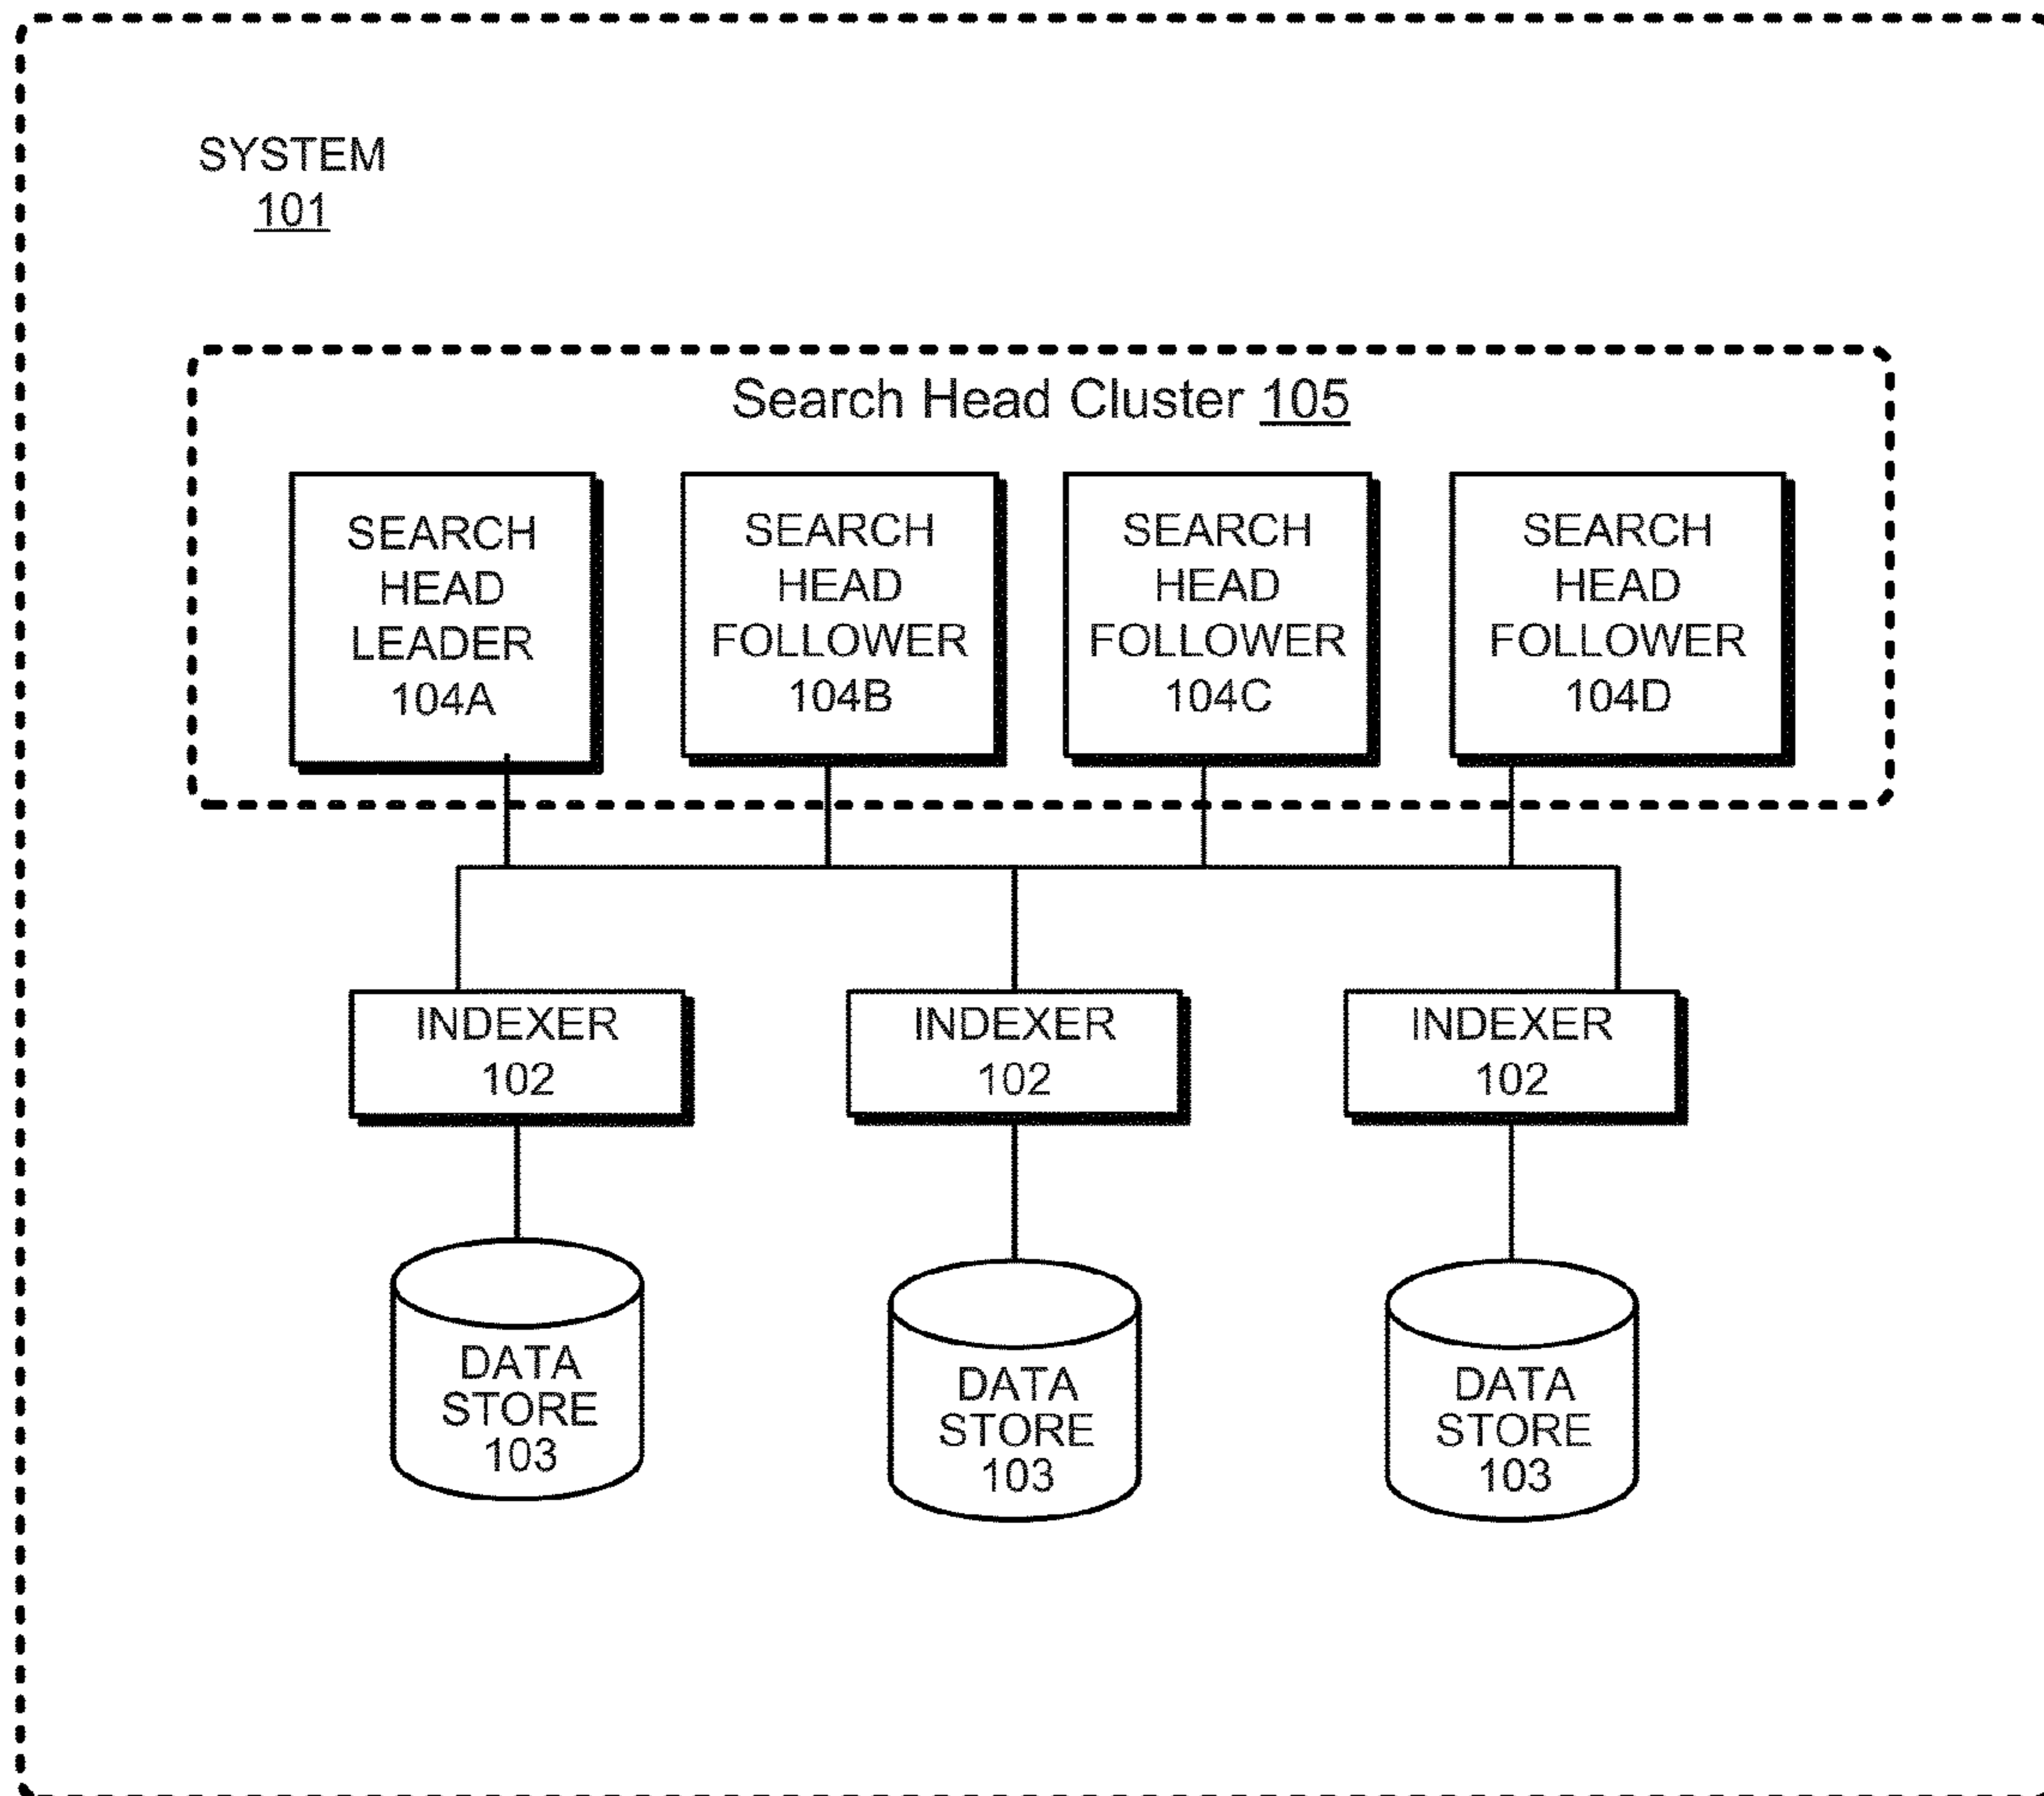 SYSTEM
101
Search Head Cluster 105
SEARCH
HEAD
LEADER
104A
SEARCH
HEAD
FOLLOWER
104B
SEARCH
HEAD
FOLLOWER
104C
SEARCH
HEAD
FOLLOWER
104D
INDEXER
102
INDEXER
102
INDEXER
102
DATA
STORE
103
DATA
STORE
103
DATA
STORE
103